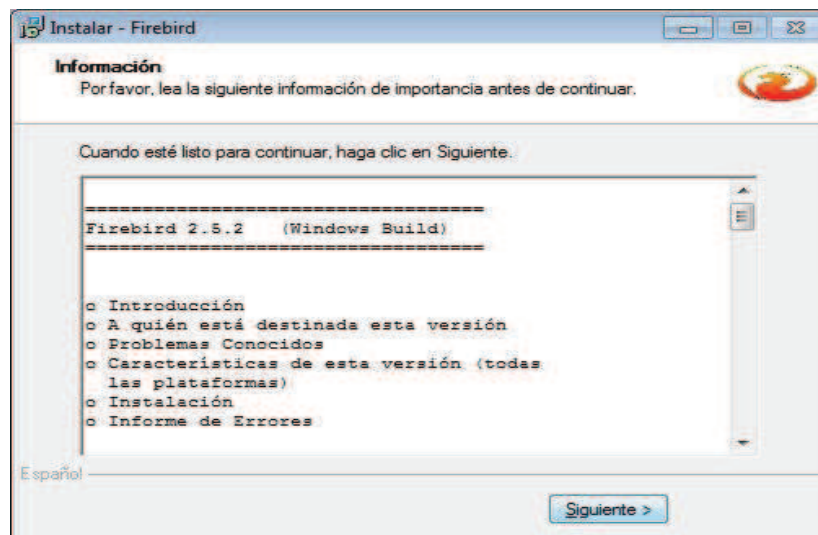 Instalar - Firebird
Información
Por favor, lea la siguiente información de importancia antes de continuar.
Cuando esté listo para continuar, haga clic en Siguiente.
=================================
Firebird 2.5.2   (Windows Build)
=================================
o Introducción
o A quién está destinada esta versión
o Problemas Conocidos
o Características de esta versión (todas
las plataformas)
o Instalación
o Informe de Errores
Español
Siguiente >